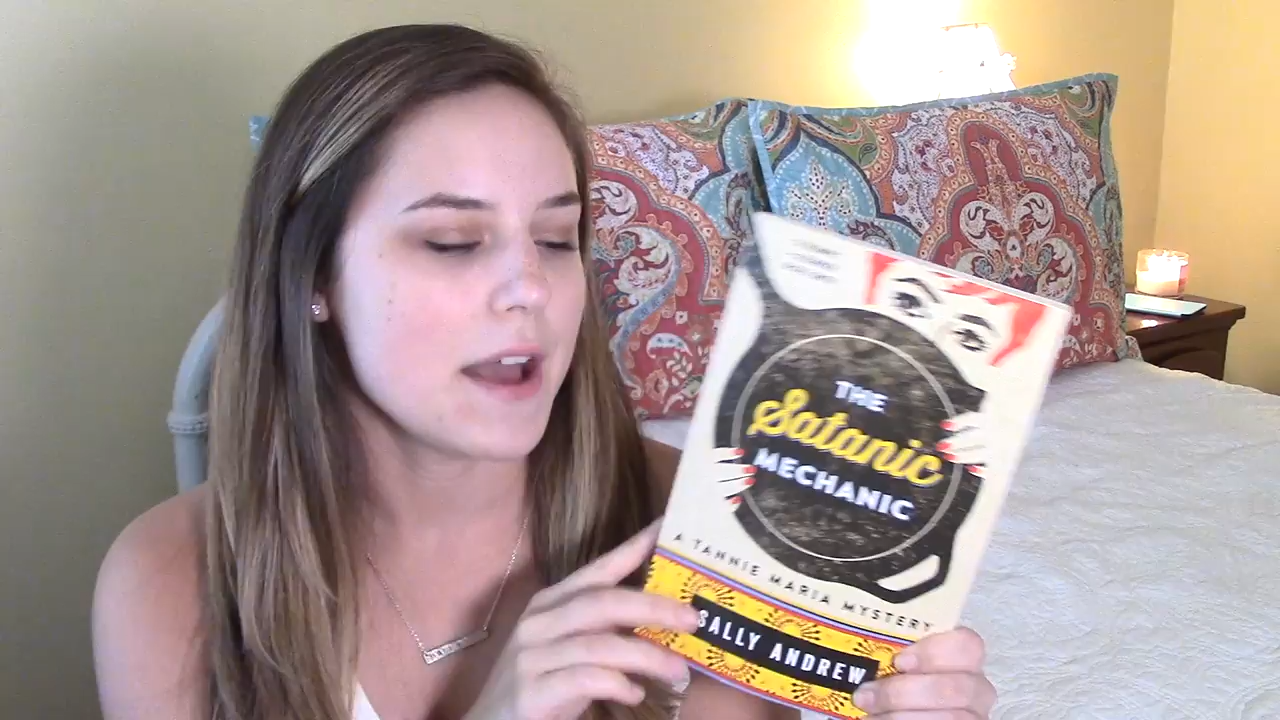 THE
Satanic
MECHANIC
A TANNIE MARIA MYSTERY
SALLY ANDREW